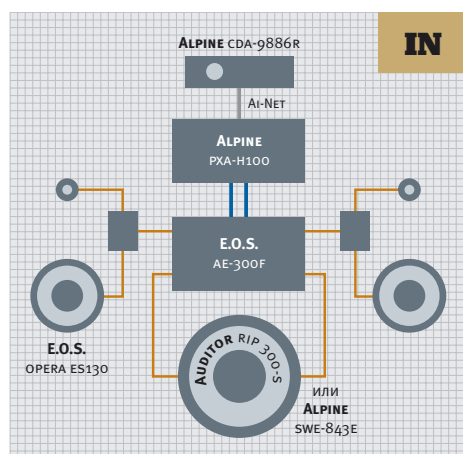 IN
ALPINE CDA-9886R
AI-NET
ALPINE
PXA-H100
E.O.S.
AE-300F
E.O.S.
OPERA ES130
AUDITOR RIP 300-S
ИЛИ
ALPINE
SWE-843E